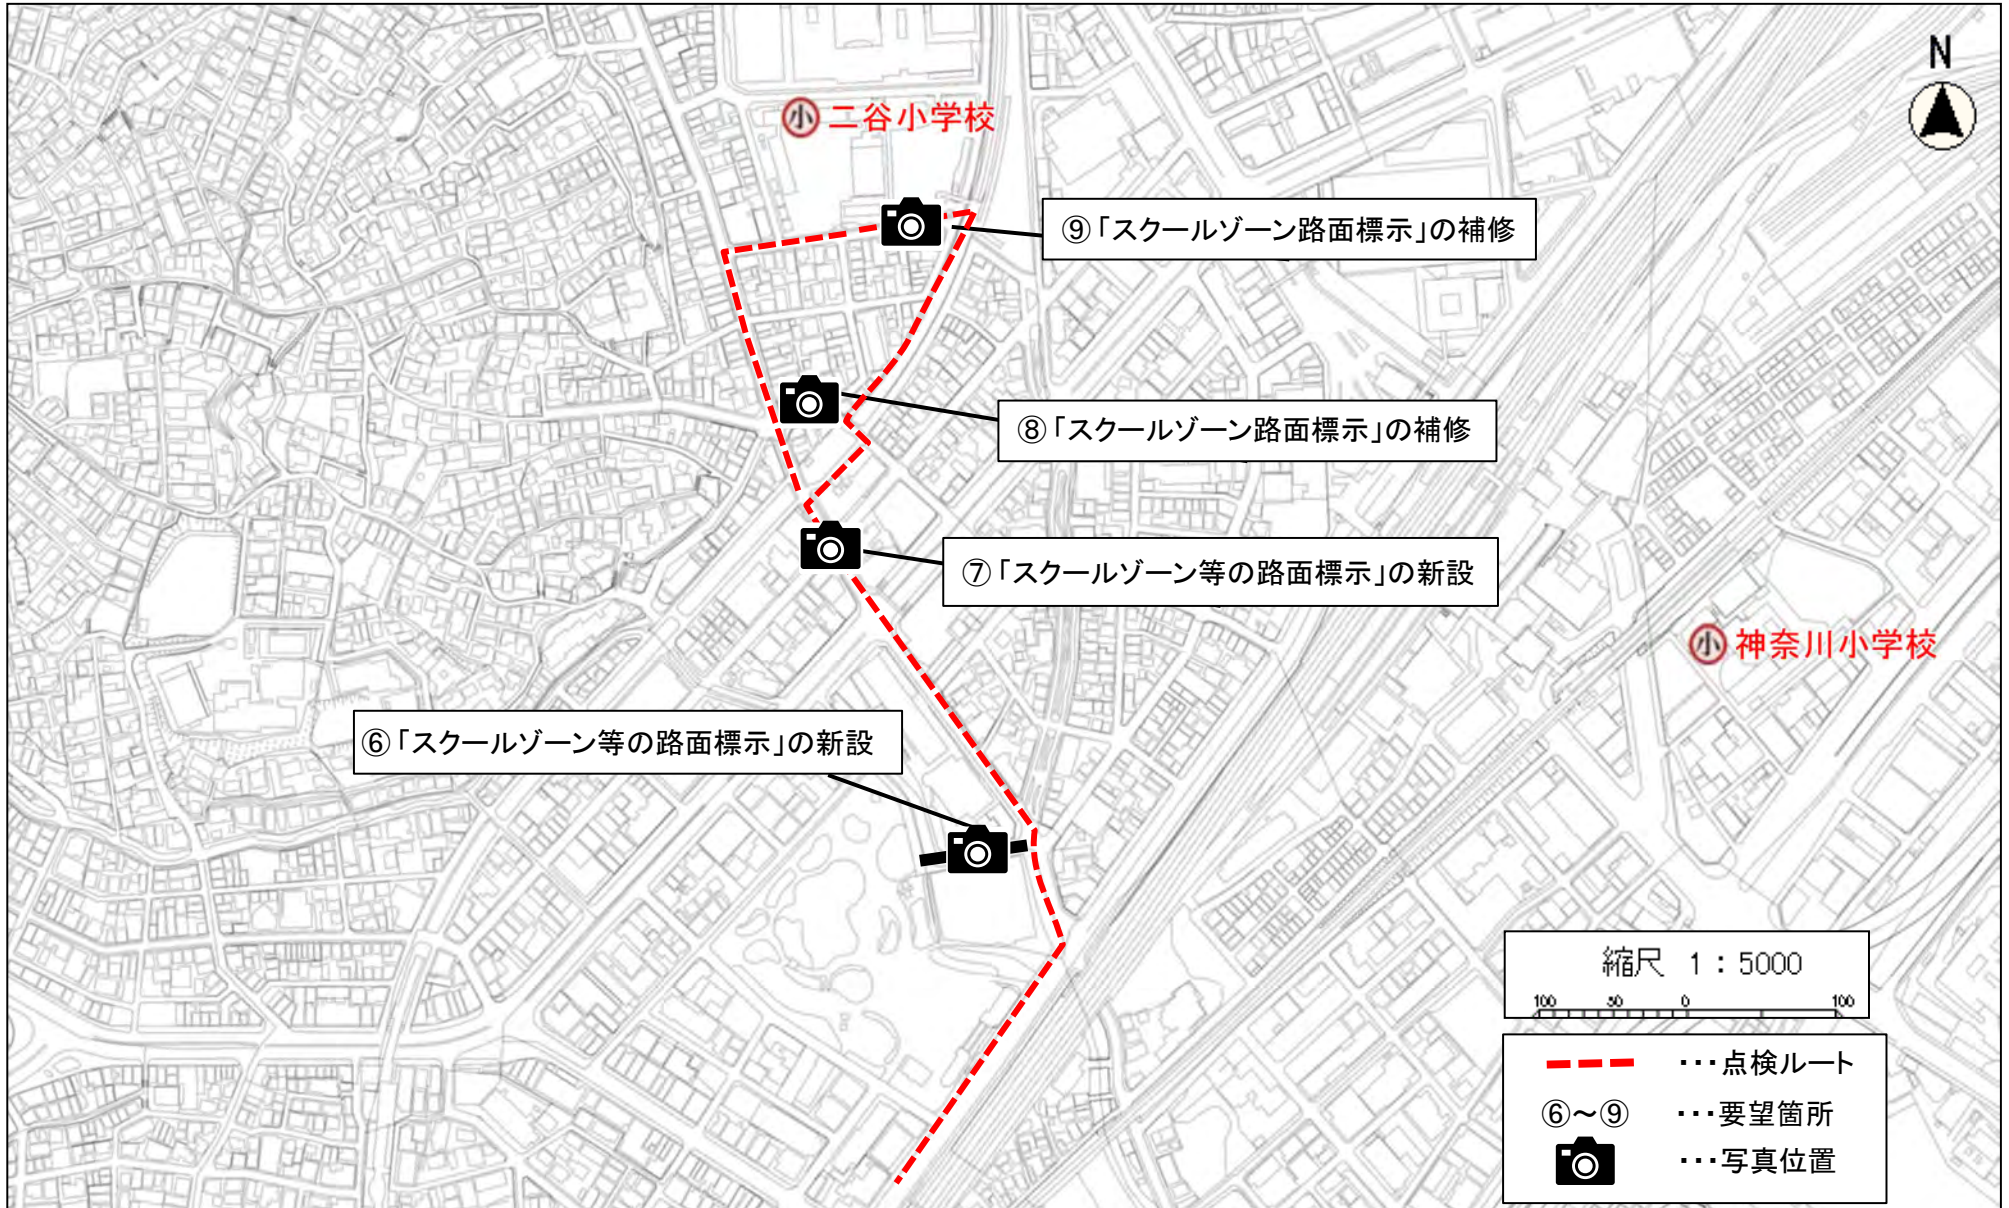 N
小 二谷小学校
⑨「スクールゾーン路面標示」の補修
⑧「スクールゾーン路面標示」の補修
⑦「スクールゾーン等の路面標示」の新設
小 神奈川小学校
⑥「スクールゾーン等の路面標示」の新設
縮尺 1:5000
100 50 0 100
・・・点検ルート
⑥～⑨ ・・・要望箇所
・・・写真位置